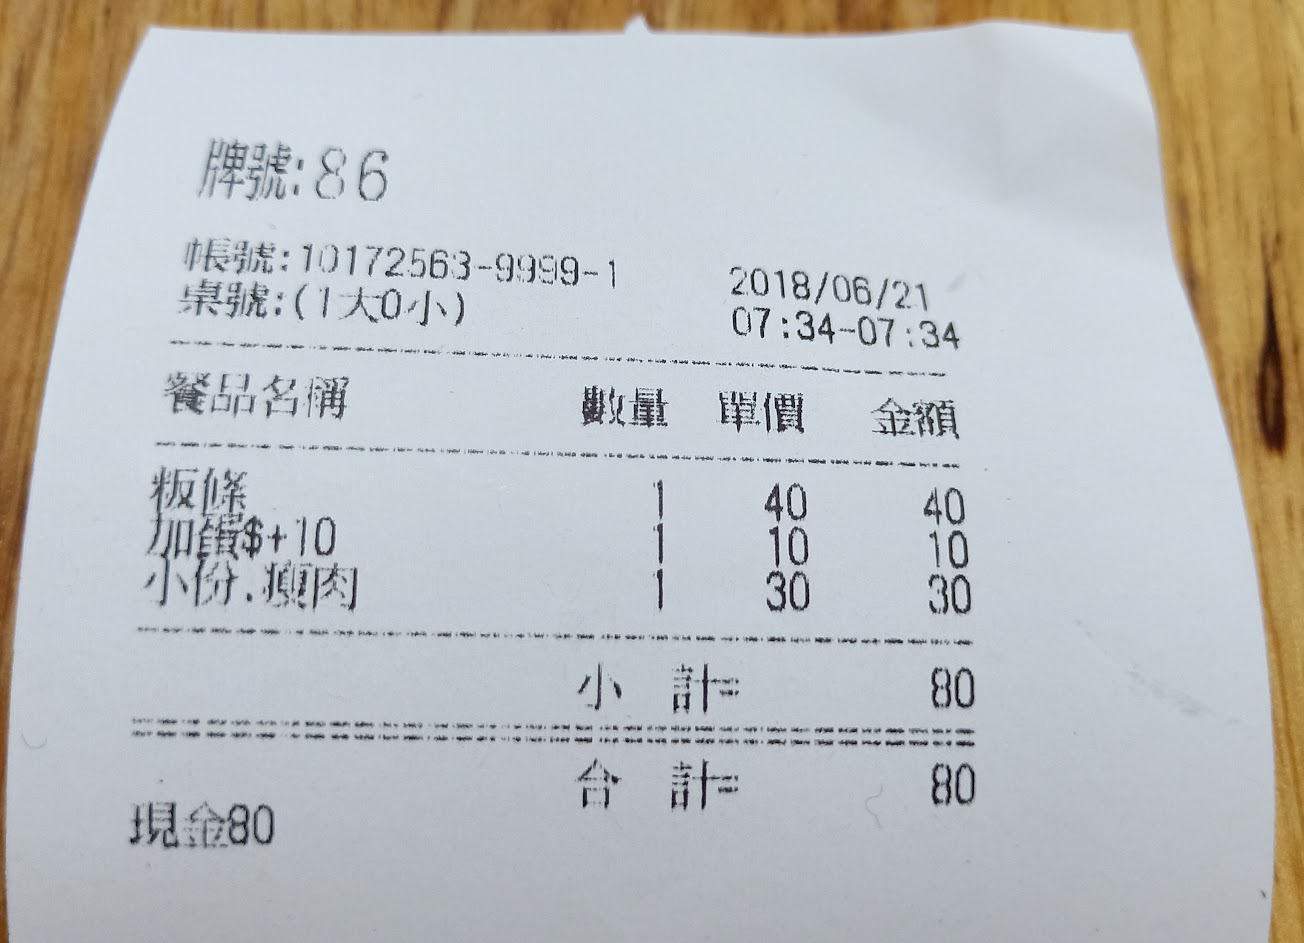 牌號:86
帳號:10172563-9999-1 2018/06/21
桌號:(1大0小) 07:34-07:34
餐品名稱 數量 單價 金額
粄條 1 40 40
加蛋$+10 1 10 10
小份.瘦肉 1 30 30
小 計= 80
合 計= 80
現金80